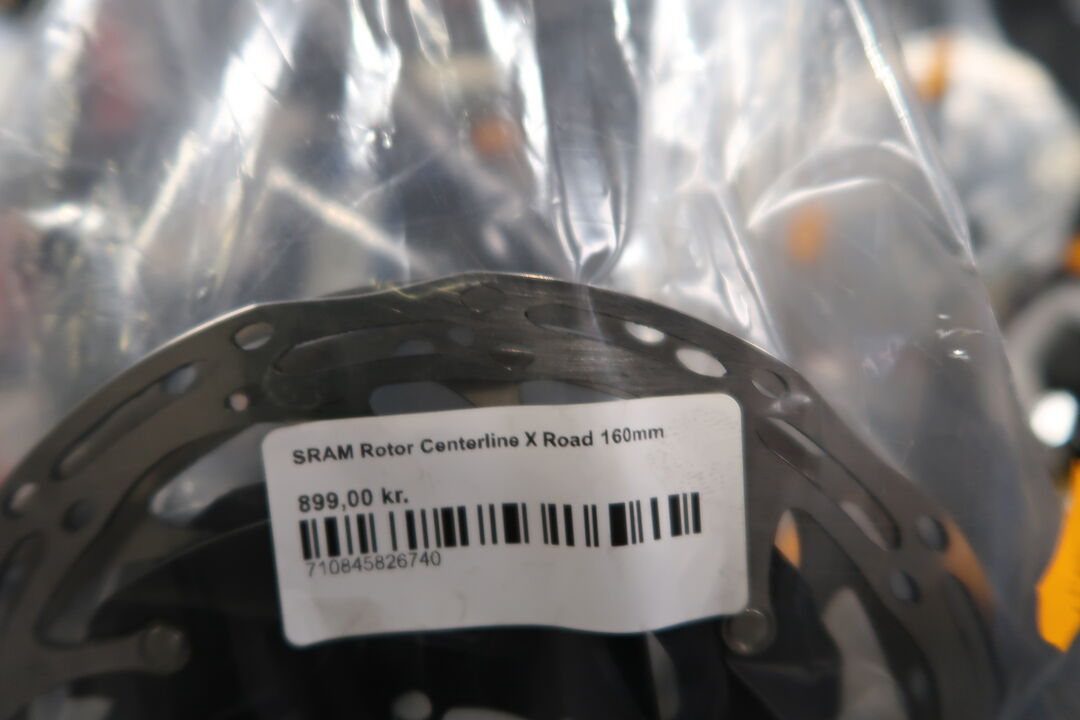 SRAM Rotor Centerline X Road 160mm
899,00 kr.
710845826740